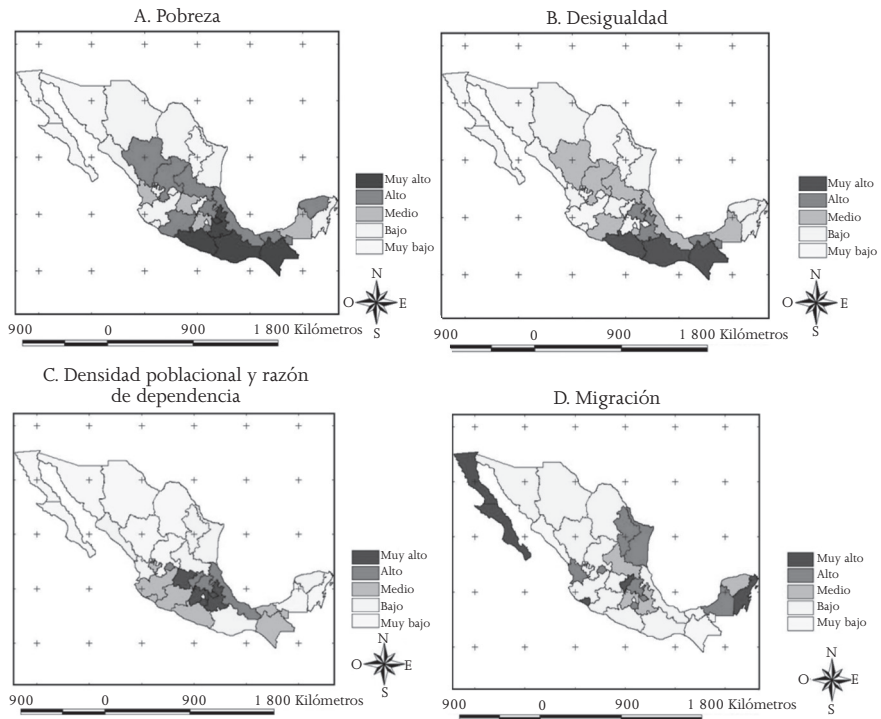 A. Pobreza
Muy alto
Alto
Medio
Bajo
Muy bajo
N
O
E
S
900 0 900 1 800 Kilómetros
B. Desigualdad
Muy alto
Alto
Medio
Bajo
Muy bajo
N
O
E
S
900 0 900 1 800 Kilómetros
C. Densidad poblacional y razón
de dependencia
Muy alto
Alto
Medio
Bajo
Muy bajo
N
O
E
S
900 0 900 1 800 Kilómetros
D. Migración
Muy alto
Alto
Medio
Bajo
Muy bajo
N
O
E
S
900 0 900 1 800 Kilómetros